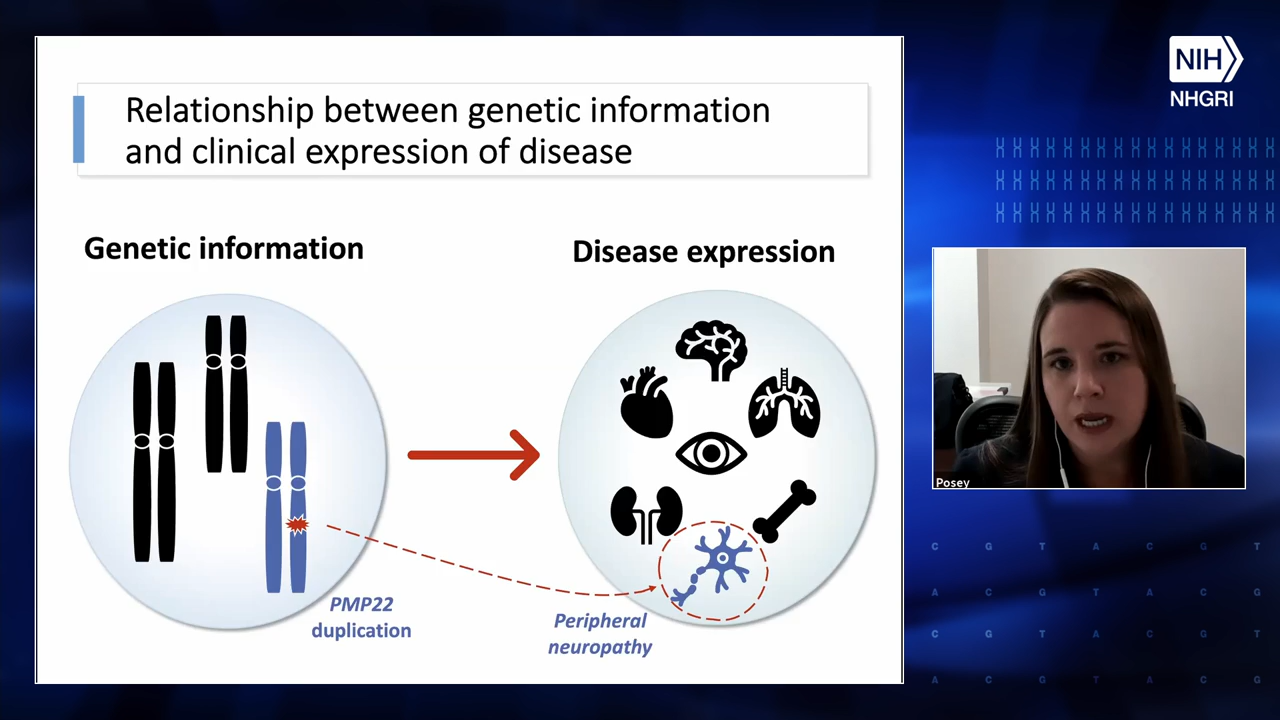 Relationship between genetic information
and clinical expression of disease
Genetic information
Disease expression
PMP22
duplication
Peripheral
neuropathy
NIH
NHGRI
Posey
C G T A C G T
A C G T A C G
C G T A C G T
A C G T A C G